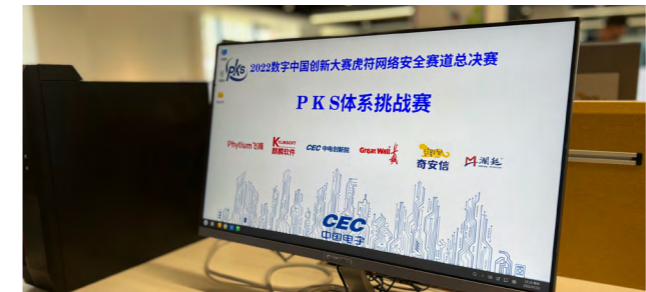 pks
2022数字中国创新大赛虎符网络安全赛道总决赛
P K S体系挑战赛
Phytium飞腾
KYLINSOFT
麒麟软件
CEC 中电创新院
Great Wall
奇安信
澜起
CEC
中国电子